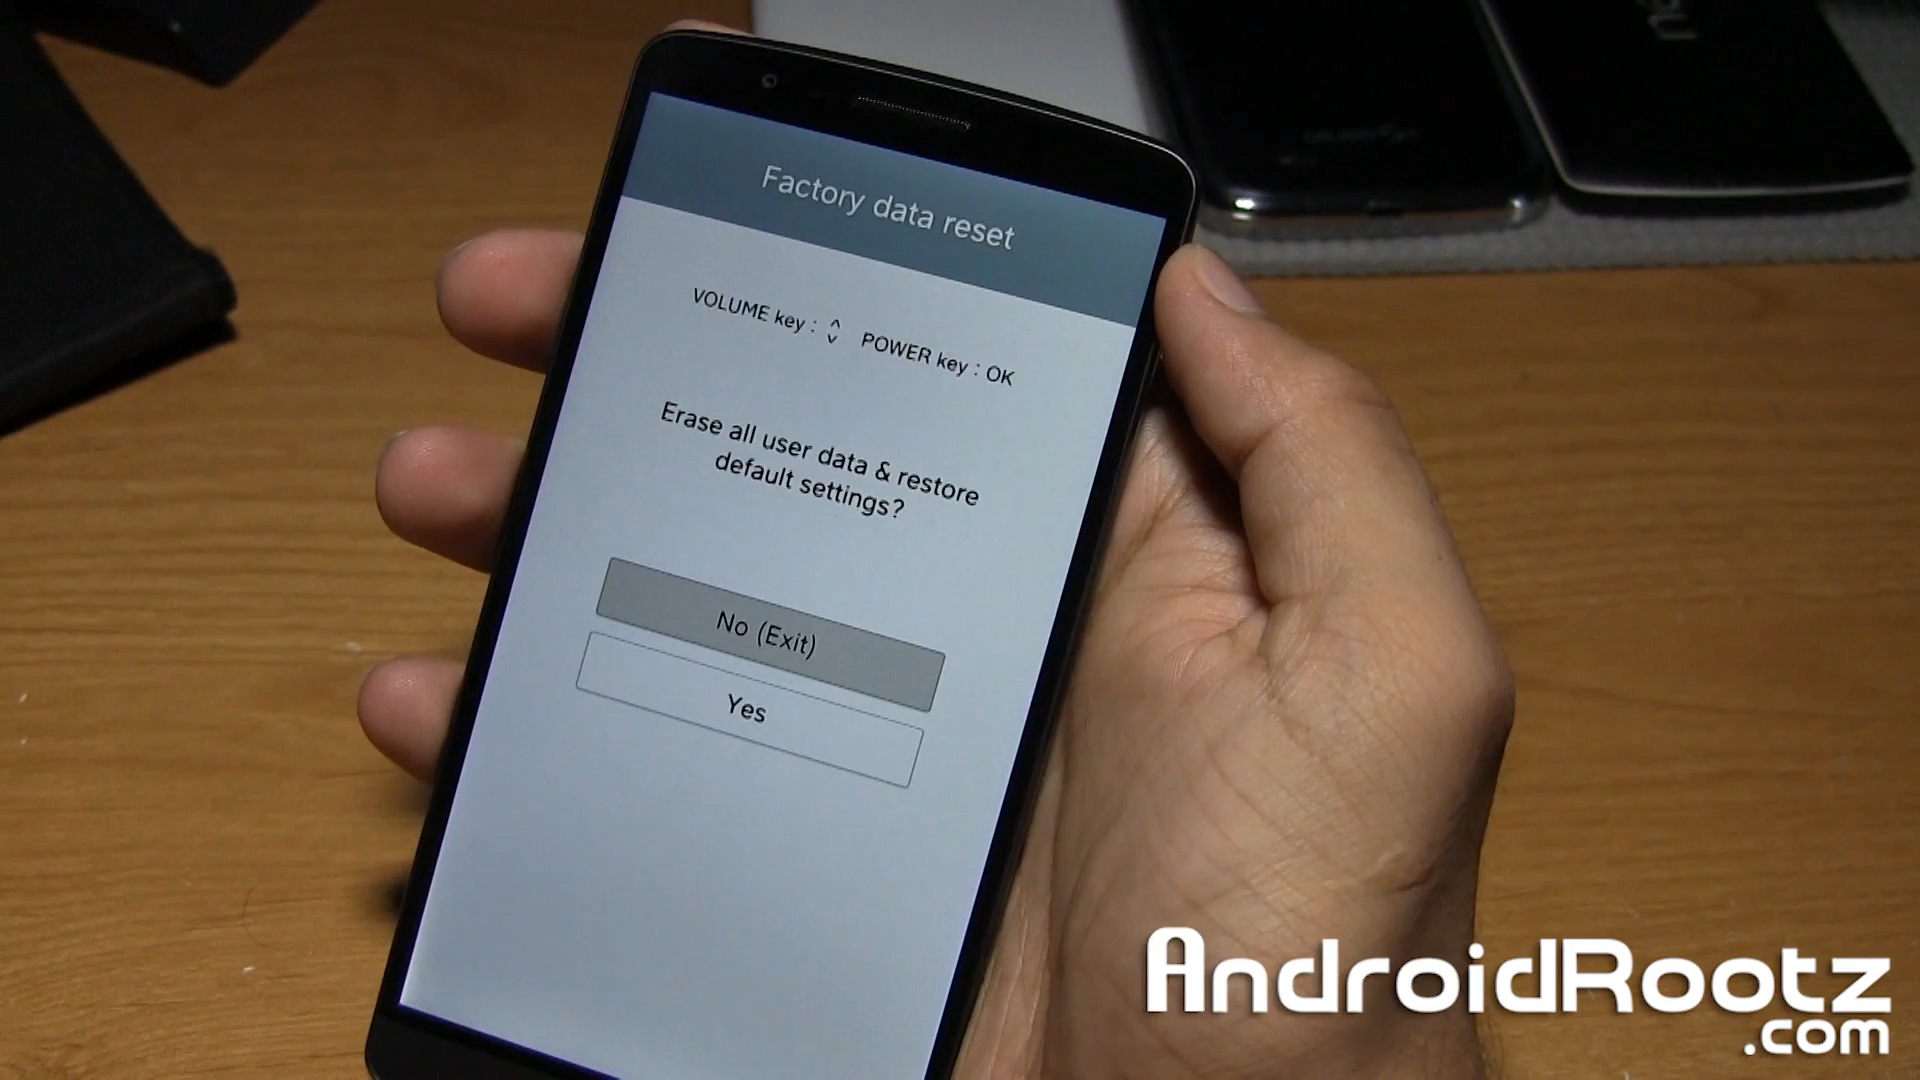 Factory data reset
VOLUME key : POWER key : OK
Erase all user data & restore
default settings?
No (Exit)
Yes
AndroidRootz
.com